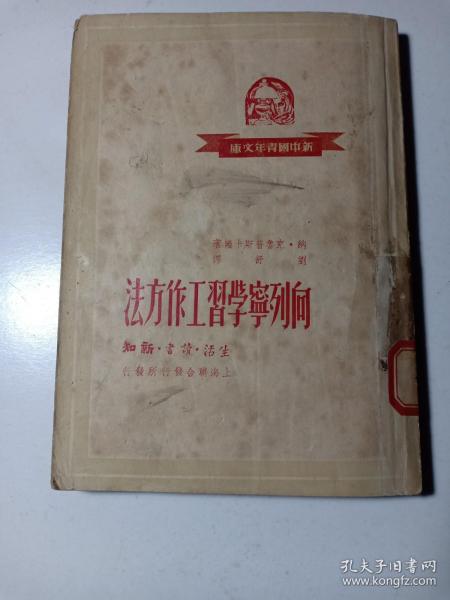 新中國青年文庫
納·克魯普斯卡婭著
劉舒譯
向列寧學習工作方法
生活·讀書·新知
上海聯合發行所發行
孔夫子旧书网
www.kongfz.com